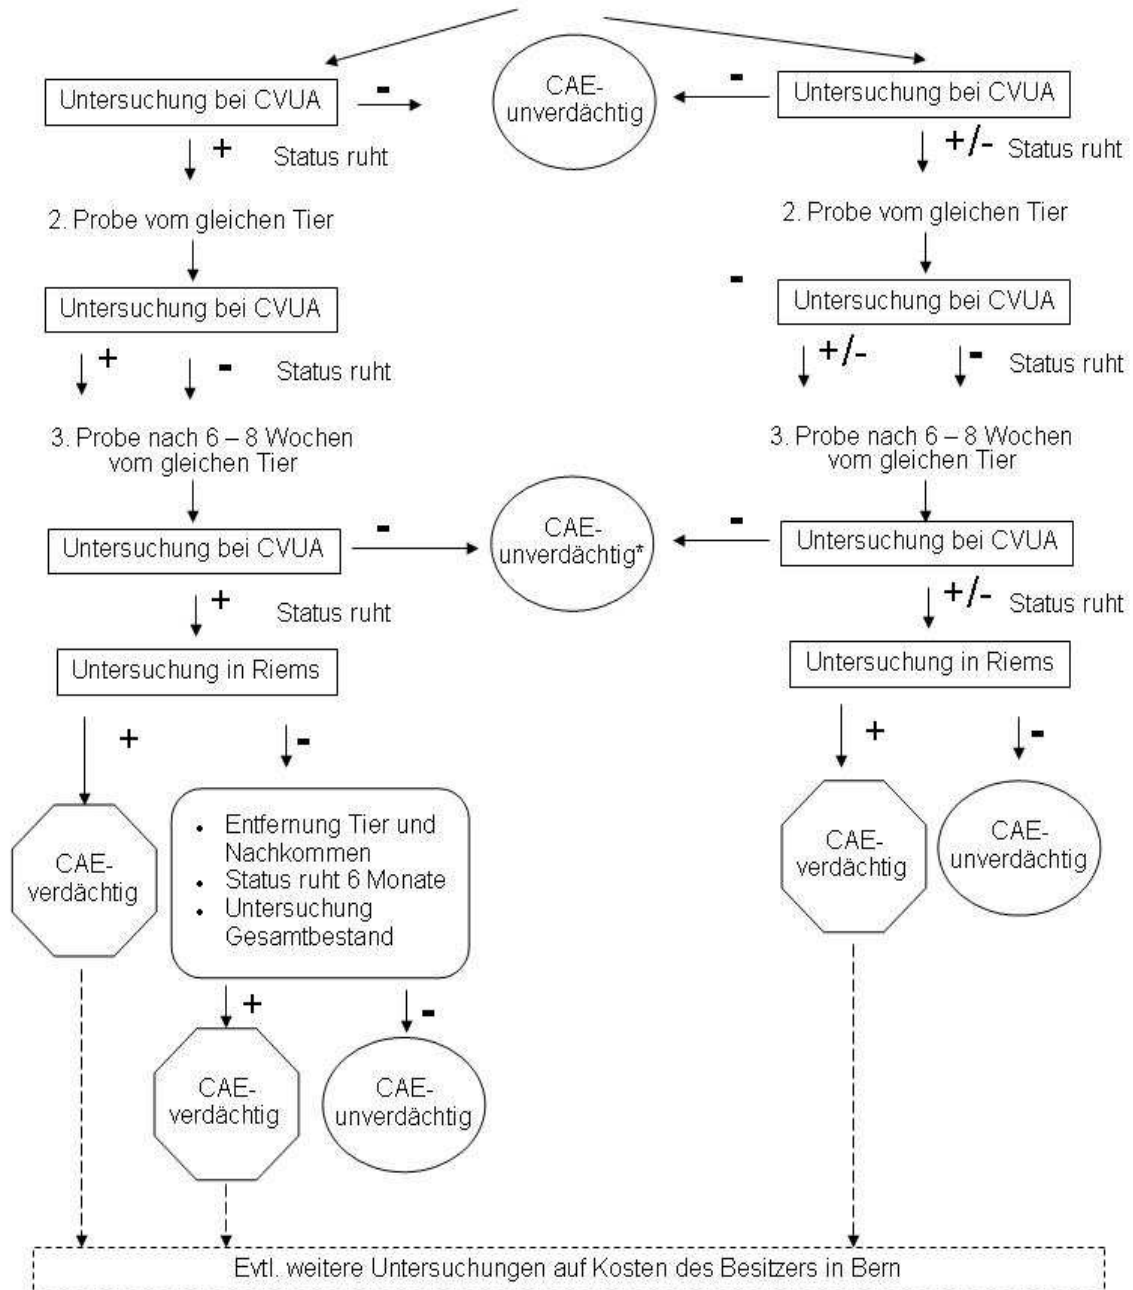 Untersuchung bei CVUA
-
CAE-
unverdächtig
-
Untersuchung bei CVUA
+
Status ruht
+/-
Status ruht
2. Probe vom gleichen Tier
2. Probe vom gleichen Tier
Untersuchung bei CVUA
-
Untersuchung bei CVUA
+
-
Status ruht
+/-
-
Status ruht
3. Probe nach 6 – 8 Wochen
vom gleichen Tier
3. Probe nach 6 – 8 Wochen
vom gleichen Tier
Untersuchung bei CVUA
-
CAE-
unverdächtig*
-
Untersuchung bei CVUA
+
Status ruht
+/-
Status ruht
Untersuchung in Riems
Untersuchung in Riems
+
-
+
-
CAE-
verdächtig
• Entfernung Tier und
Nachkommen
• Status ruht 6 Monate
• Untersuchung
Gesamtbestand
CAE-
verdächtig
CAE-
unverdächtig
+
-
CAE-
verdächtig
CAE-
unverdächtig
Evtl. weitere Untersuchungen auf Kosten des Besitzers in Bern